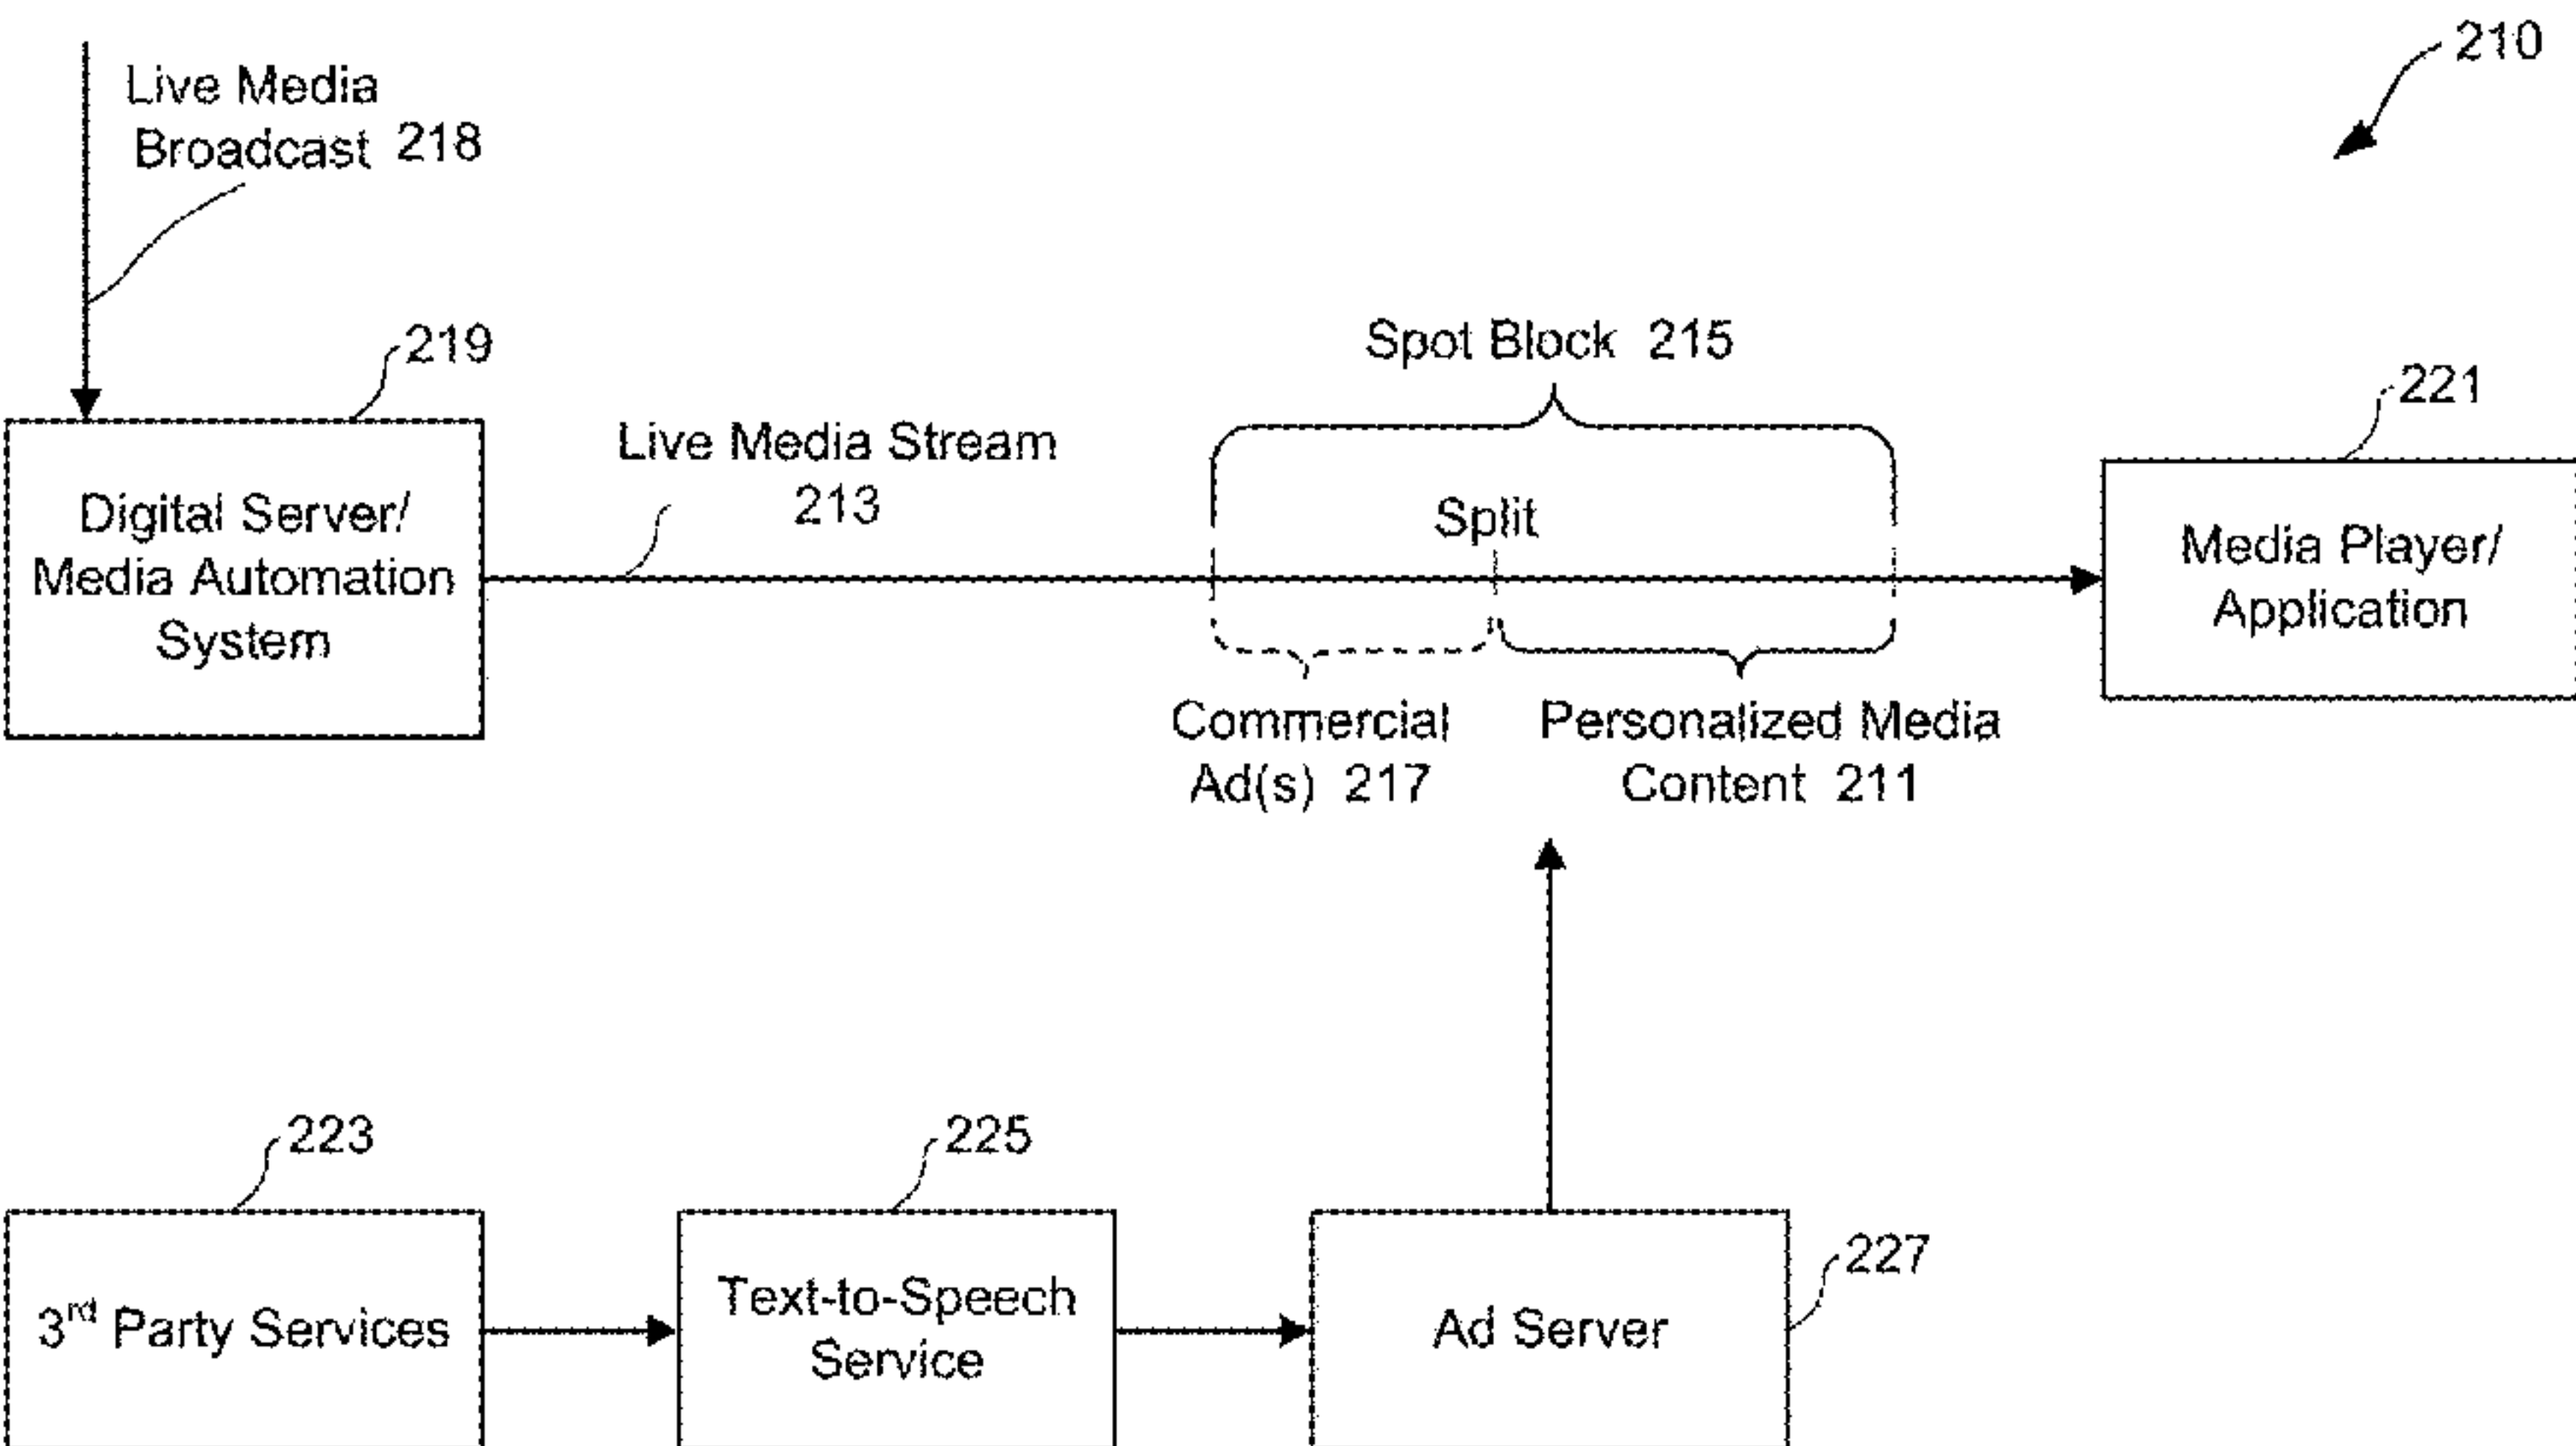 210
Live Media
Broadcast 218
219
Spot Block 215
221
Live Media Stream
213
Digital Server/
Media Automation
System
Split
Media Player/
Application
Commercial
Ad(s) 217
Personalized Media
Content 211
223
225
227
3rd Party Services
Text-to-Speech
Service
Ad Server